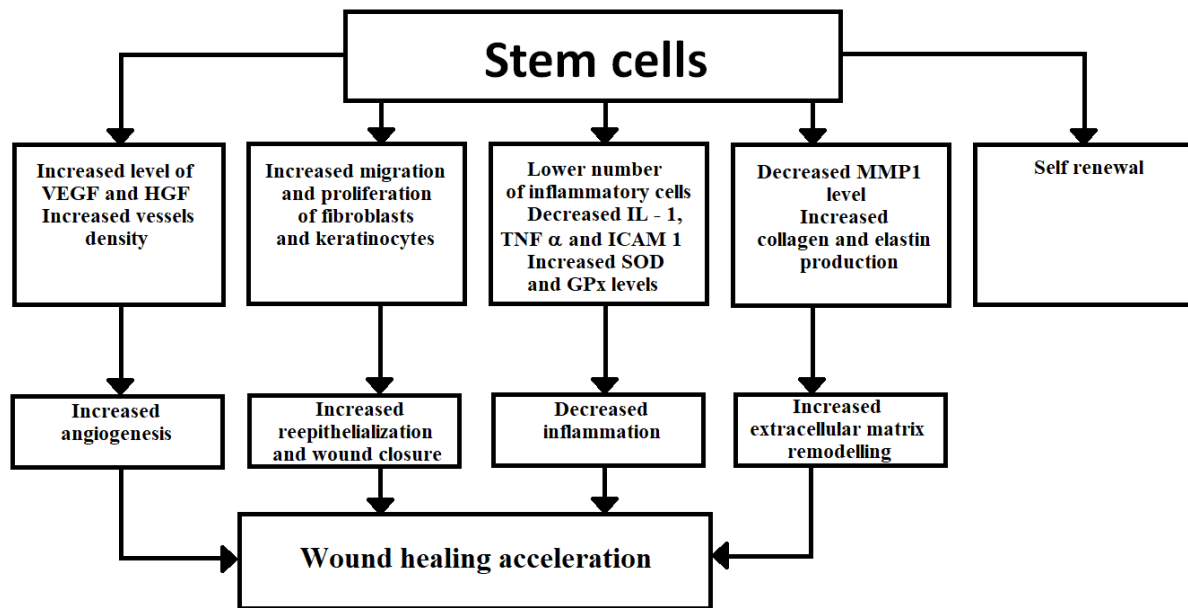 Stem cells
Increased level of
VEGF and HGF
Increased vessels
density
Increased migration
and proliferation
of fibroblasts
and keratinocytes
Lower number
of inflammatory cells
Decreased IL - 1,
TNF α and ICAM 1
Increased SOD
and GPx levels
Decreased MMP1
level
Increased
collagen and elastin
production
Self renewal
Increased
angiogenesis
Increased
reepithelialization
and wound closure
Decreased
inflammation
Increased
extracellular matrix
remodelling
Wound healing acceleration